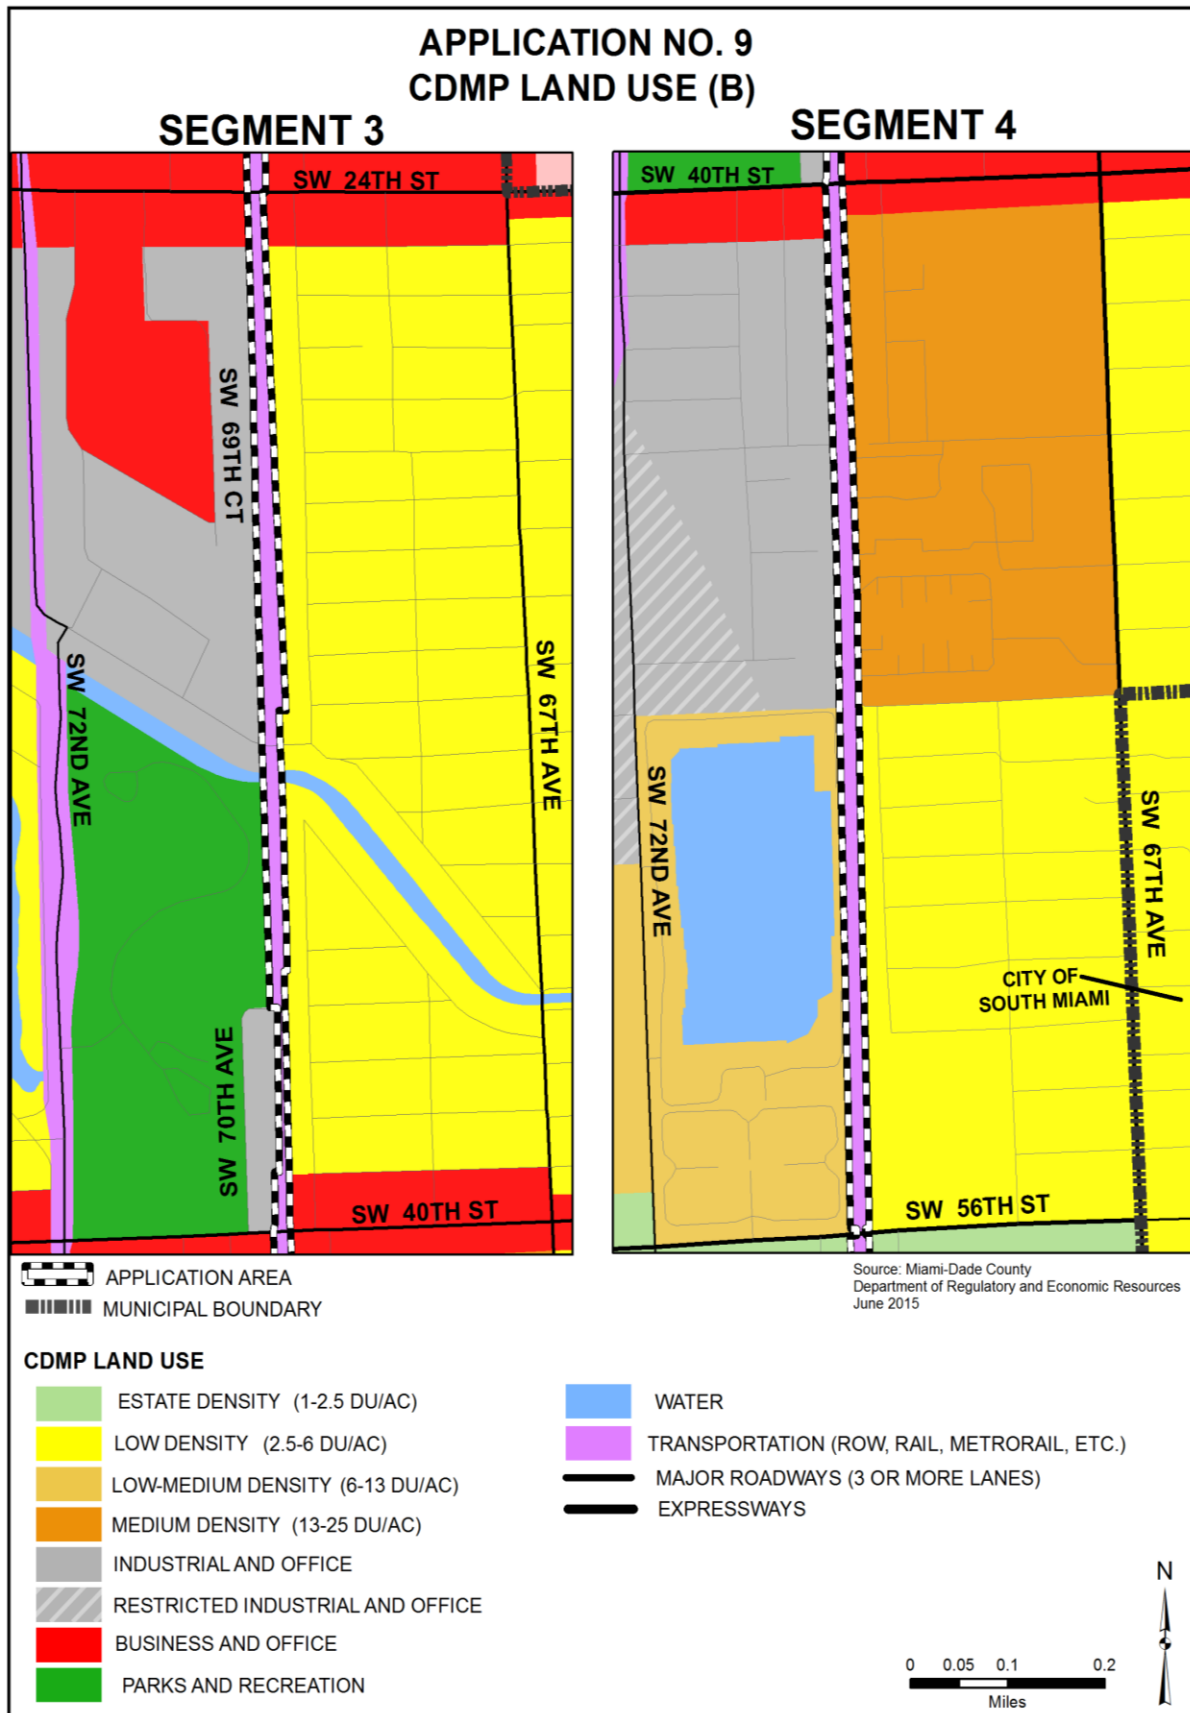 APPLICATION NO. 9
CDMP LAND USE (B)
SEGMENT 3
SEGMENT 4
SW 24TH ST
SW 69TH CT
SW 72ND AVE
SW 67TH AVE
SW 70TH AVE
SW 40TH ST
SW 40TH ST
SW 72ND AVE
SW 67TH AVE
CITY OF
SOUTH MIAMI
SW 56TH ST
APPLICATION AREA
MUNICIPAL BOUNDARY
Source: Miami-Dade County
Department of Regulatory and Economic Resources
June 2015
CDMP LAND USE
ESTATE DENSITY (1-2.5 DU/AC)
LOW DENSITY (2.5-6 DU/AC)
LOW-MEDIUM DENSITY (6-13 DU/AC)
MEDIUM DENSITY (13-25 DU/AC)
INDUSTRIAL AND OFFICE
RESTRICTED INDUSTRIAL AND OFFICE
BUSINESS AND OFFICE
PARKS AND RECREATION
WATER
TRANSPORTATION (ROW, RAIL, METRORAIL, ETC.)
MAJOR ROADWAYS (3 OR MORE LANES)
EXPRESSWAYS
N
0 0.05 0.1 0.2
Miles